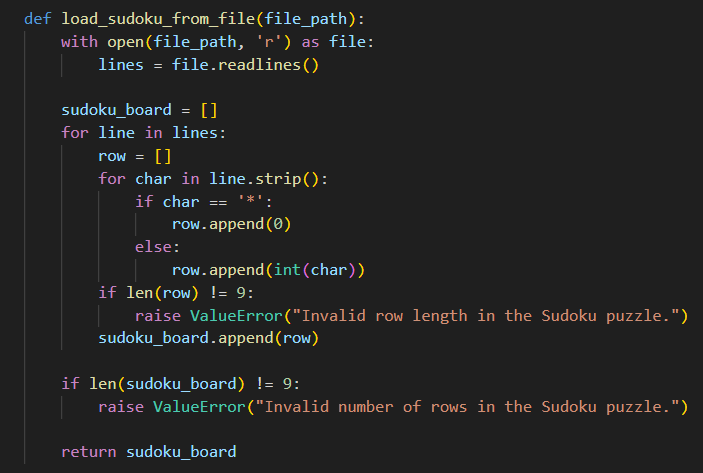 def load_sudoku_from_file(file_path):
    with open(file_path, 'r') as file:
        lines = file.readlines()

    sudoku_board = []
    for line in lines:
        row = []
        for char in line.strip():
            if char == '*':
                row.append(0)
            else:
                row.append(int(char))
        if len(row) != 9:
            raise ValueError("Invalid row length in the Sudoku puzzle.")
        sudoku_board.append(row)

    if len(sudoku_board) != 9:
        raise ValueError("Invalid number of rows in the Sudoku puzzle.")

    return sudoku_board